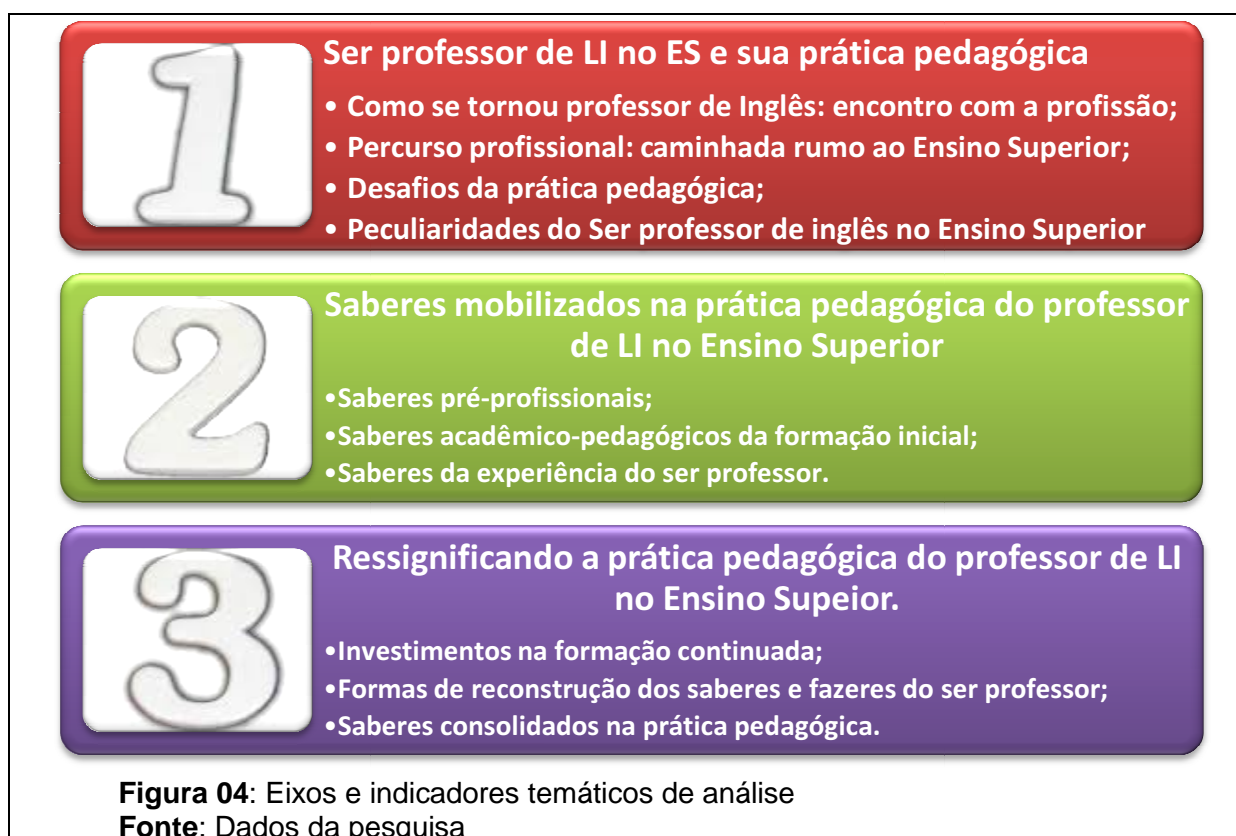 1
Ser professor de LI no ES e sua prática pedagógica
• Como se tornou professor de Inglês: encontro com a profissão;
• Percurso profissional: caminhada rumo ao Ensino Superior;
• Desafios da prática pedagógica;
• Peculiaridades do Ser professor de inglês no Ensino Superior
2
Saberes mobilizados na prática pedagógica do professor
de LI no Ensino Superior
•Saberes pré-profissionais;
•Saberes acadêmico-pedagógicos da formação inicial;
•Saberes da experiência do ser professor.
3
Ressignificando a prática pedagógica do professor de LI
no Ensino Supeior.
•Investimentos na formação continuada;
•Formas de reconstrução dos saberes e fazeres do ser professor;
•Saberes consolidados na prática pedagógica.
Figura 04: Eixos e indicadores temáticos de análise
Fonte: Dados da pesquisa